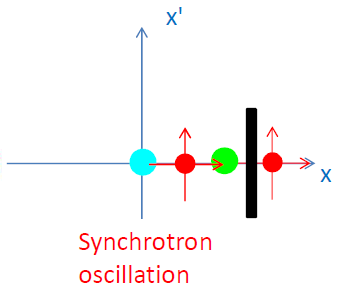 x'
x
Synchrotron
oscillation